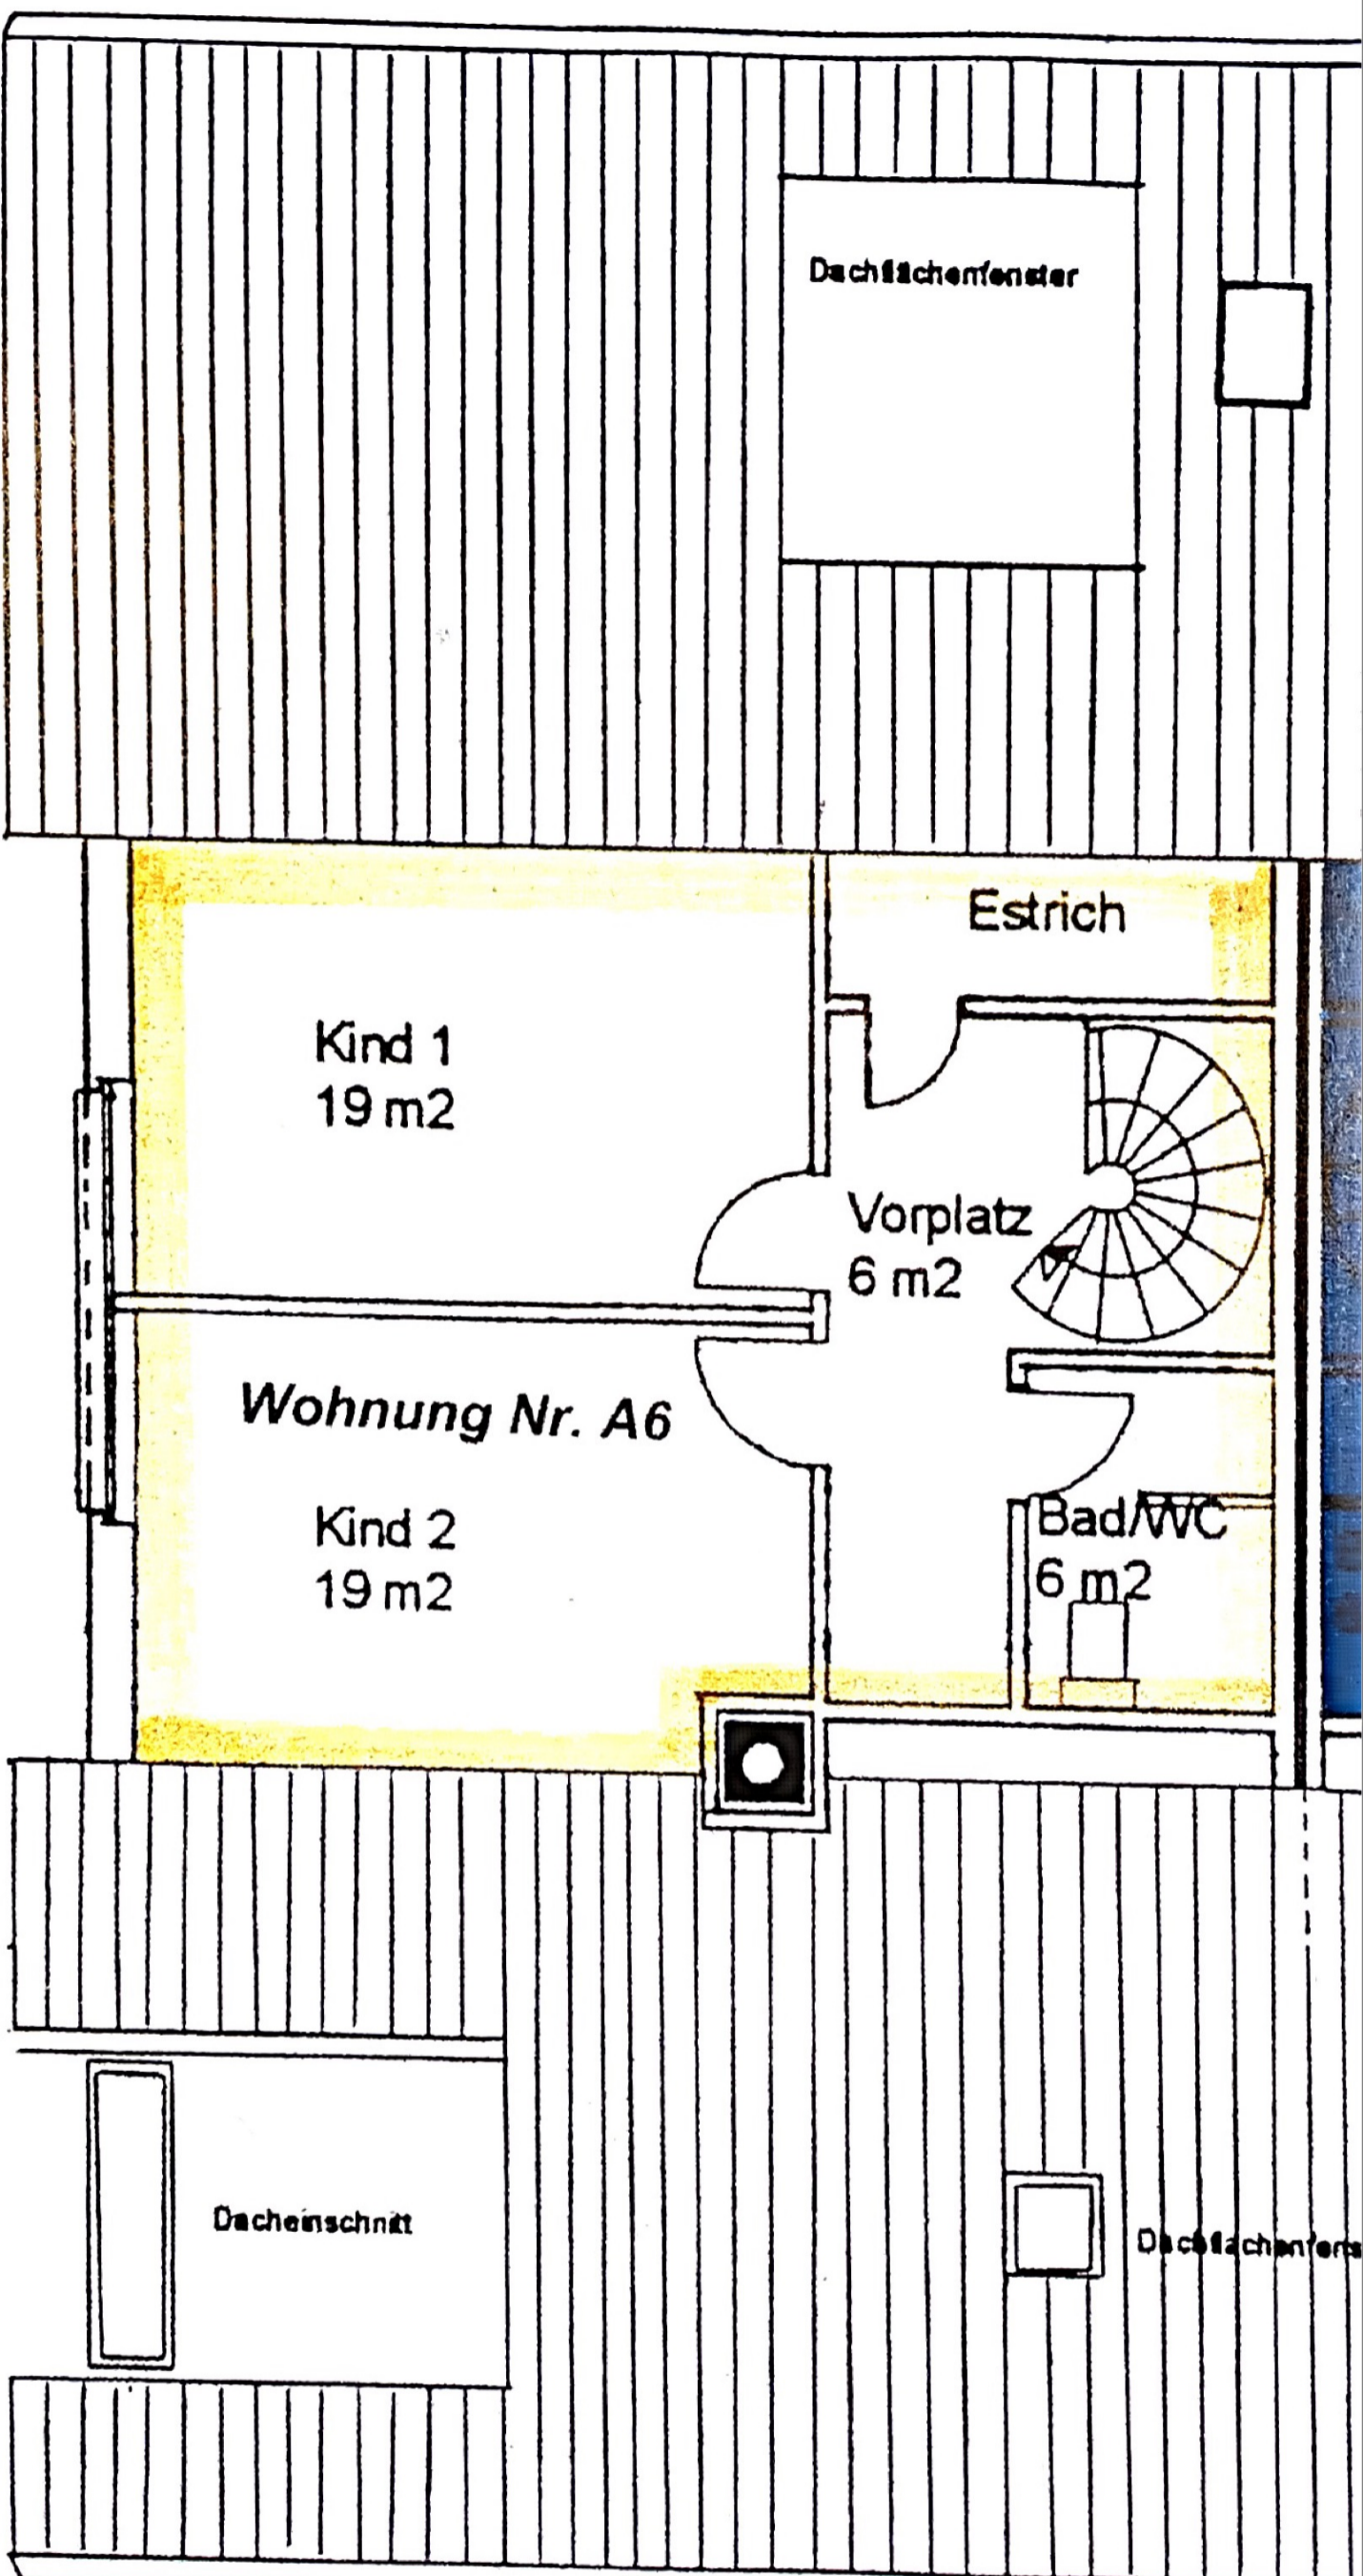 Dachflächenfenster
Estrich
Kind 1
19 m2
Vorplatz
6 m2
Wohnung Nr. A6
Kind 2
19 m2
Bad/WC
6 m2
Dacheinschnitt
Dachflächenfens